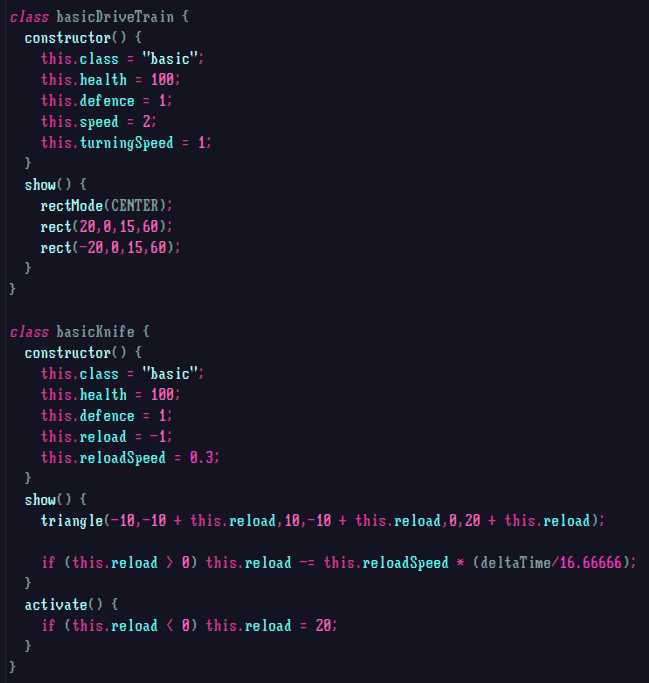 class basicDriveTrain {
  constructor() {
    this.class = "basic";
    this.health = 100;
    this.defence = 1;
    this.speed = 2;
    this.turningSpeed = 1;
  }
  show() {
    rectMode(CENTER);
    rect(20,0,15,60);
    rect(-20,0,15,60);
  }
}

class basicKnife {
  constructor() {
    this.class = "basic";
    this.health = 100;
    this.defence = 1;
    this.reload = -1;
    this.reloadSpeed = 0.3;
  }
  show() {
    triangle(-10,-10 + this.reload,10,-10 + this.reload,0,20 + this.reload);

    if (this.reload > 0) this.reload -= this.reloadSpeed * (deltaTime/16.66666);
  }
  activate() {
    if (this.reload < 0) this.reload = 20;
  }
}